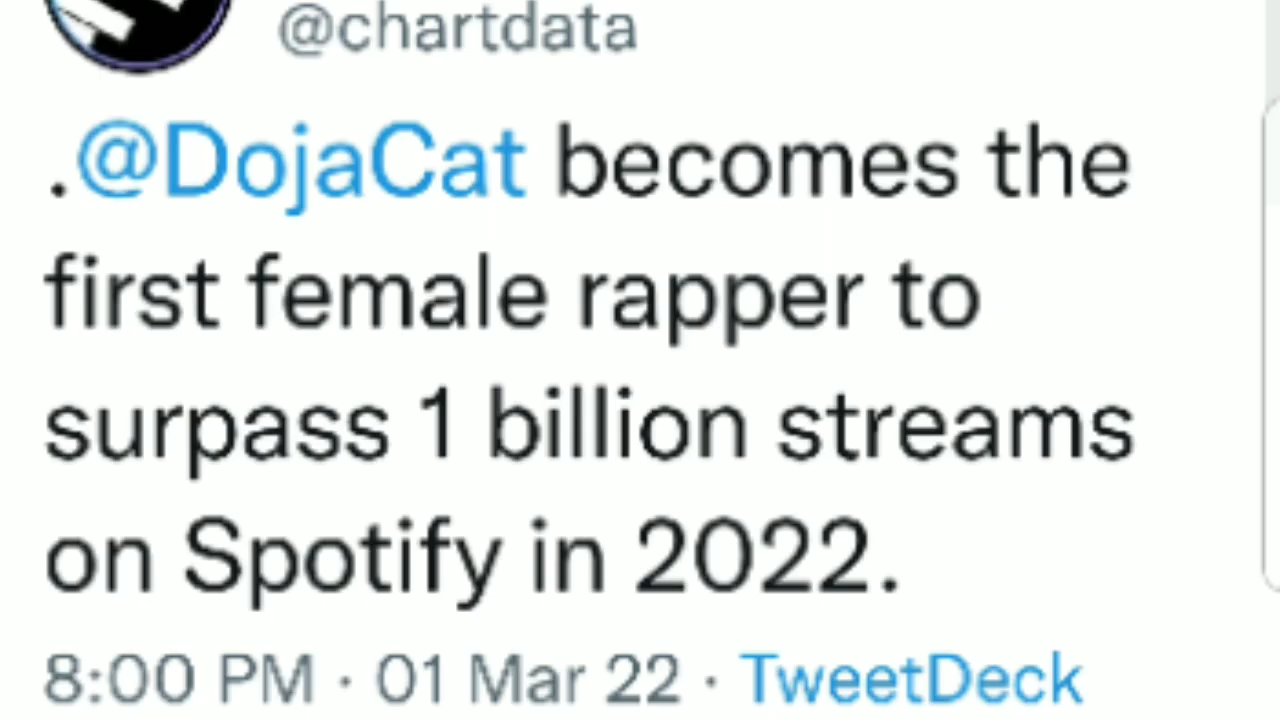 @chartdata
.@DojaCat becomes the
first female rapper to
surpass 1 billion streams
on Spotify in 2022.
8:00 PM · 01 Mar 22 · TweetDeck